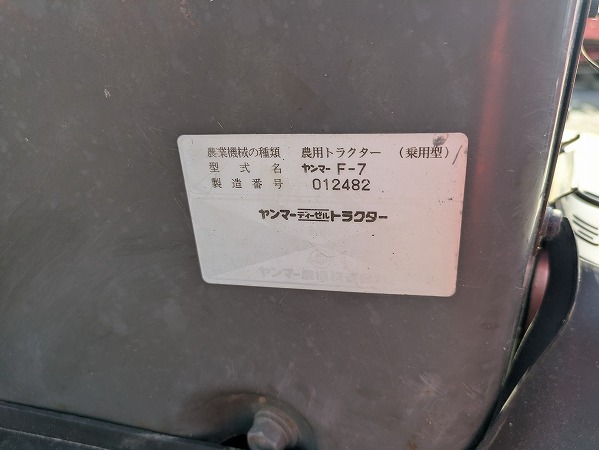 農業機械の種類 農用トラクター (乗用型)
型式名 ヤンマー F-7
製造番号 012482
ヤンマーディーゼルトラクター